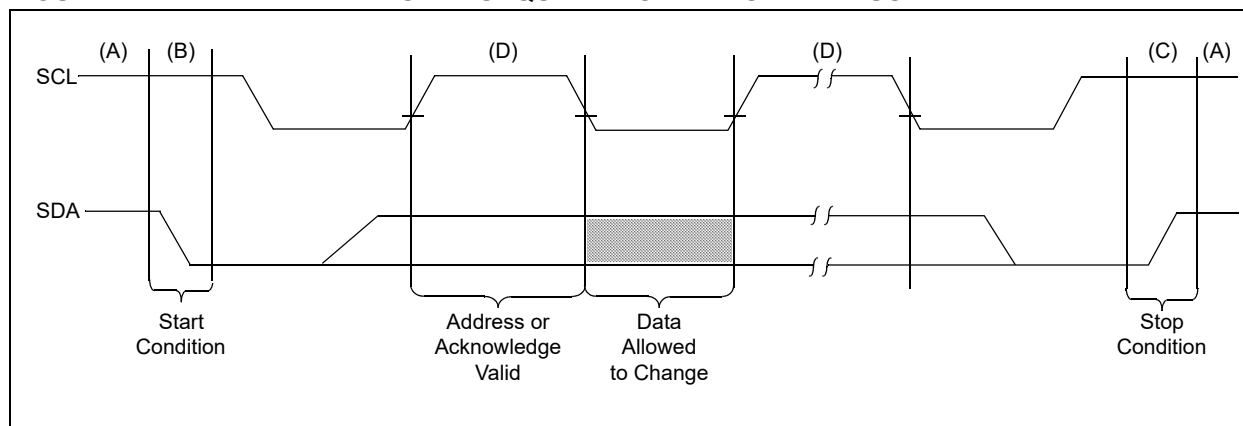 (A) (B) (D) (D) (C) (A)
SCL
SDA
Start
Condition
Address or
Acknowledge
Valid
Data
Allowed
to Change
Stop
Condition